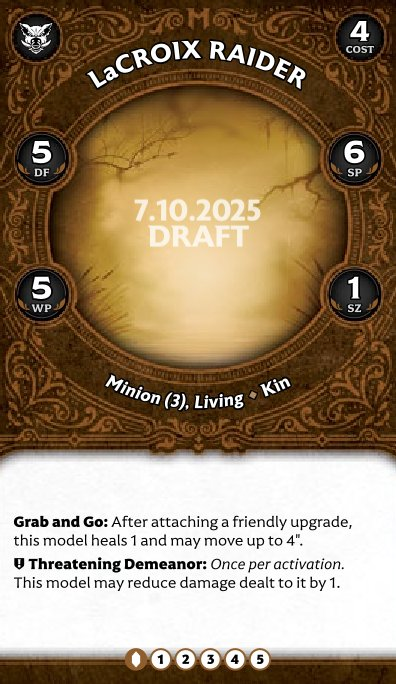 4
COST
LaCROIX RAIDER
5
DF
6
SP
7.10.2025
DRAFT
5
WP
1
SZ
Minion (3), Living ◆ Kin
Grab and Go: After attaching a friendly upgrade,
this model heals 1 and may move up to 4".
Threatening Demeanor: Once per activation.
This model may reduce damage dealt to it by 1.
1 2 3 4 5